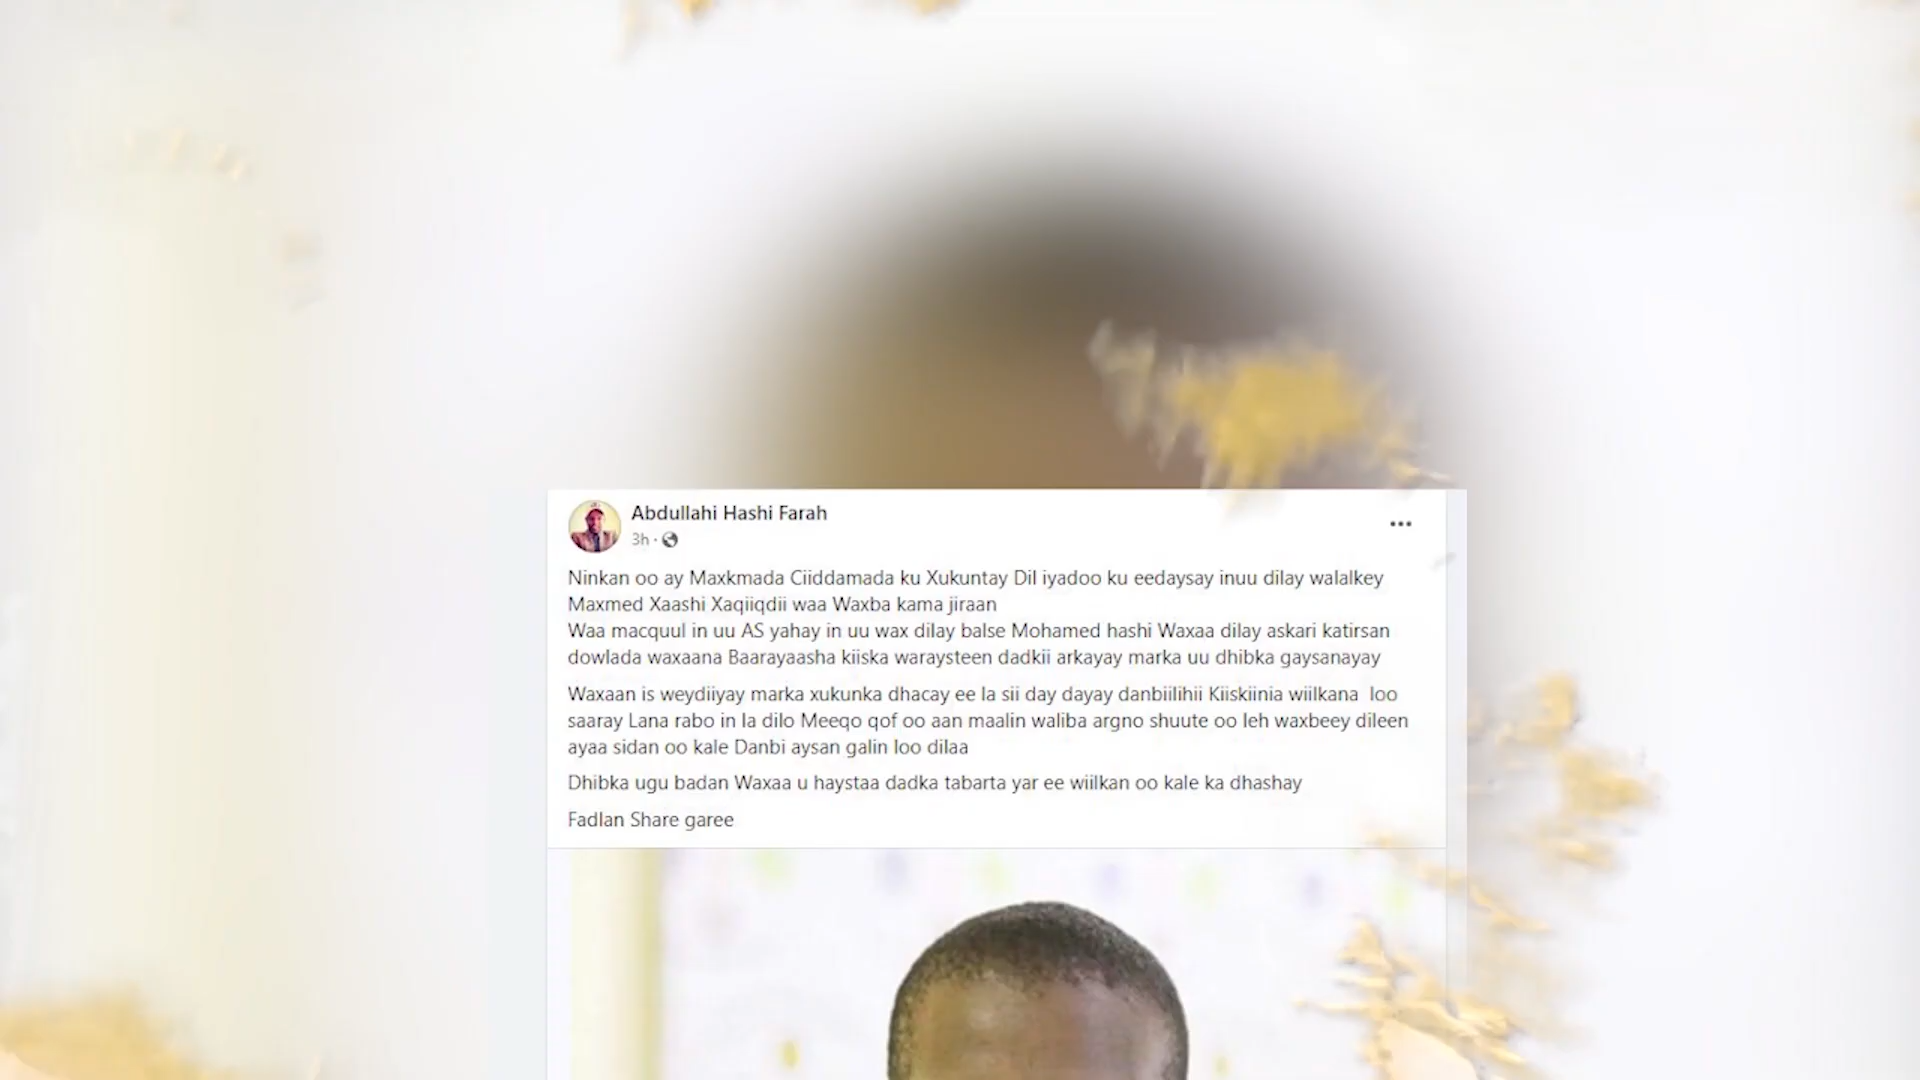 Abdullahi Hashi Farah
3h ·
Ninkan oo ay Maxkmada Ciiddamada ku Xukuntay Dil iyadoo ku eedaysay inuu dilay walalkey
Maxmed Xaashi Xaqiiqdii waa Waxba kama jiraan
Waa macquul in uu AS yahay in uu wax dilay balse Mohamed hashi Waxaa dilay askari katirsan
dowlada waxaana Baarayaasha kiiska waraysteen dadkii arkayay marka uu dhibka gaysanayay
Waxaan is weydiiyay marka xukunka dhacay ee la sii day dayay danbiilihii Kiiskiinia wiilkana loo
saaray Lana rabo in la dilo Meeqo qof oo aan maalin waliba argno shuute oo leh waxbeey dileen
ayaa sidan oo kale Danbi aysan galin loo dilaa
Dhibka ugu badan Waxaa u haystaa dadka tabarta yar ee wiilkan oo kale ka dhashay
Fadlan Share garee